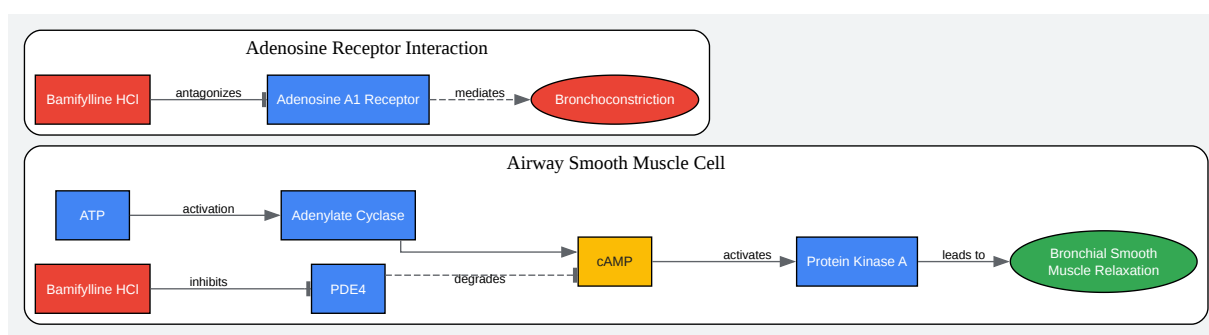 Adenosine Receptor Interaction
Bamifylline HCl
antagonizes
Adenosine A1 Receptor
mediates
Bronchoconstriction
Airway Smooth Muscle Cell
ATP
activation
Adenylate Cyclase
Bamifylline HCl
inhibits
PDE4
degrades
cAMP
activates
Protein Kinase A
leads to
Bronchial Smooth
Muscle Relaxation